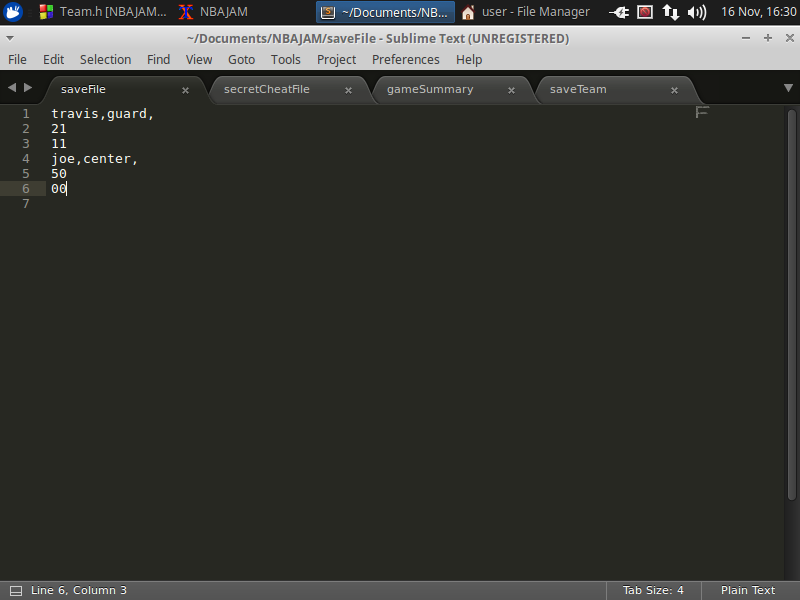 Team.h [NBAJAM... NBAJAM ~/Documents/NB... user - File Manager 16 Nov, 16:30
~/Documents/NBAJAM/saveFile - Sublime Text (UNREGISTERED)
File Edit Selection Find View Goto Tools Project Preferences Help
saveFile secretCheatFile gameSummary saveTeam
1 travis,guard,
2 21
3 11
4 joe,center,
5 50
6 00
7
Line 6, Column 3 Tab Size: 4 Plain Text